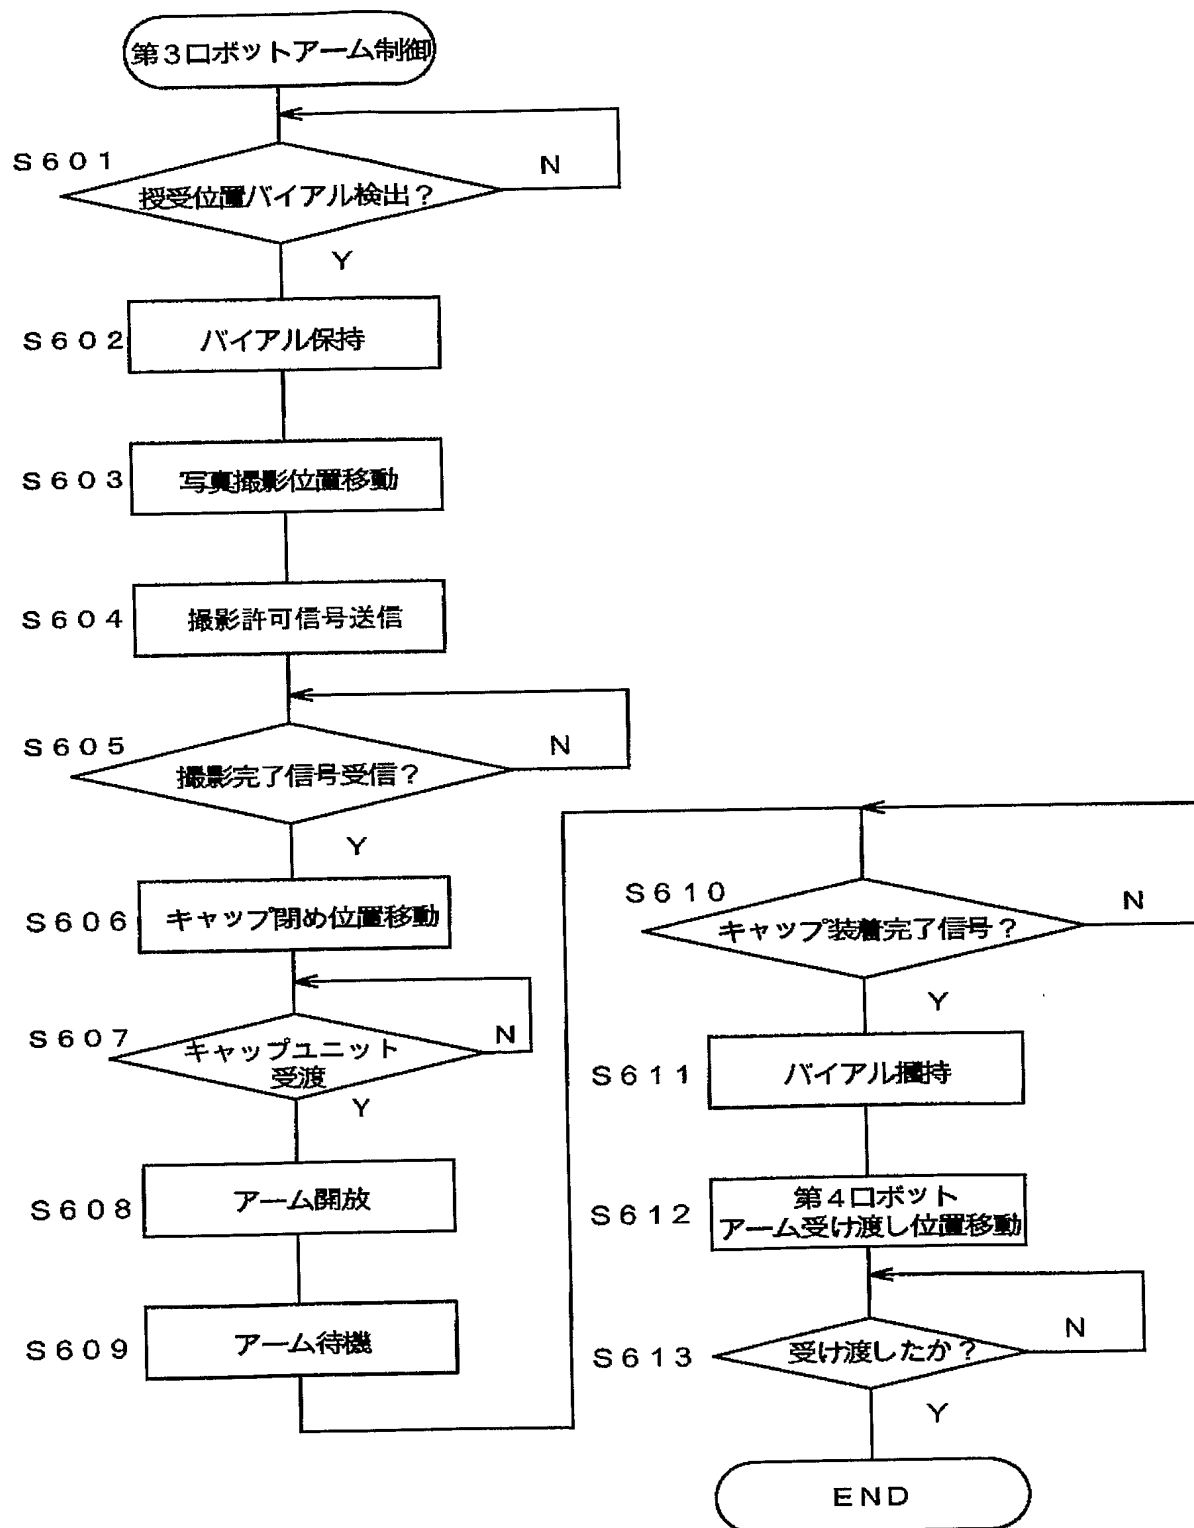 第3ロボットアーム制御
S601
授受位置バイアル検出?
N
Y
S602
バイアル保持
S603
写真撮影位置移動
S604
撮影許可信号送信
S605
撮影完了信号受信?
N
Y
S606
キャップ閉め位置移動
S607
キャップユニット
受渡
N
Y
S608
アーム開放
S609
アーム待機
S610
キャップ装着完了信号?
N
Y
S611
バイアル掴持
S612
第4ロボット
アーム受け渡し位置移動
S613
受け渡したか?
N
Y
END